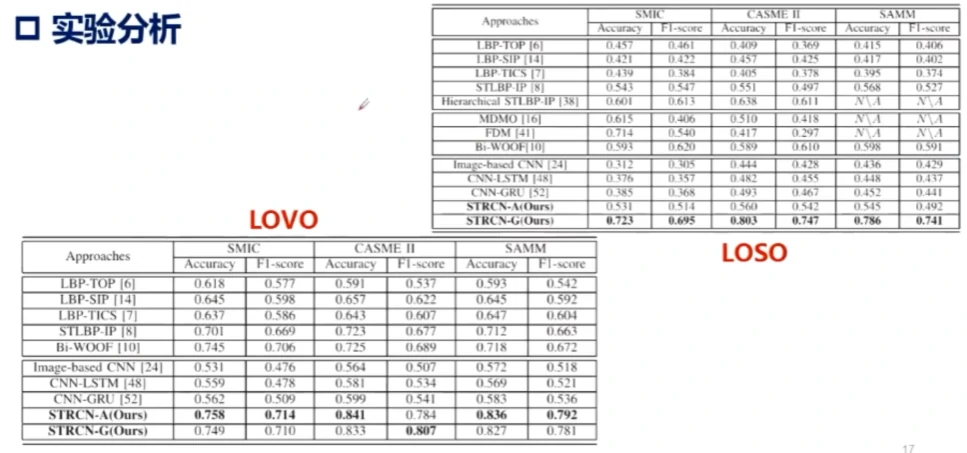 实验分析
Approaches SMIC CASME II SAMM
Accuracy F1-score Accuracy F1-score Accuracy F1-score
LBP-TOP [6] 0.457 0.461 0.409 0.369 0.415 0.406
LBP-SIP [14] 0.421 0.422 0.457 0.425 0.417 0.402
LBP-TICS [7] 0.439 0.384 0.405 0.378 0.395 0.374
STLBP-IP [8] 0.543 0.547 0.551 0.497 0.568 0.527
Hierarchical STLBP-IP [38] 0.601 0.613 0.638 0.611 N\A N\A
MDMO [16] 0.615 0.406 0.510 0.418 N\A N\A
FDM [41] 0.714 0.540 0.417 0.297 N\A N\A
Bi-WOOF[10] 0.593 0.620 0.589 0.610 0.598 0.591
Image-based CNN [24] 0.312 0.305 0.444 0.428 0.436 0.429
CNN-LSTM [48] 0.376 0.357 0.482 0.455 0.448 0.437
CNN-GRU [52] 0.385 0.368 0.493 0.467 0.452 0.441
STRCN-A(Ours) 0.531 0.514 0.560 0.542 0.545 0.492
STRCN-G(Ours) 0.723 0.695 0.803 0.747 0.786 0.741
LOVO
LOSO
Approaches SMIC CASME II SAMM
Accuracy F1-score Accuracy F1-score Accuracy F1-score
LBP-TOP [6] 0.618 0.577 0.591 0.537 0.593 0.542
LBP-SIP [14] 0.645 0.598 0.657 0.622 0.645 0.592
LBP-TICS [7] 0.637 0.586 0.643 0.607 0.647 0.604
STLBP-IP [8] 0.701 0.669 0.723 0.677 0.712 0.663
Bi-WOOF [10] 0.745 0.706 0.725 0.689 0.718 0.672
Image-based CNN [24] 0.531 0.476 0.564 0.507 0.572 0.518
CNN-LSTM [48] 0.559 0.478 0.581 0.534 0.569 0.521
CNN-GRU [52] 0.562 0.509 0.599 0.541 0.583 0.536
STRCN-A(Ours) 0.758 0.714 0.841 0.784 0.836 0.792
STRCN-G(Ours) 0.749 0.710 0.833 0.807 0.827 0.781
17